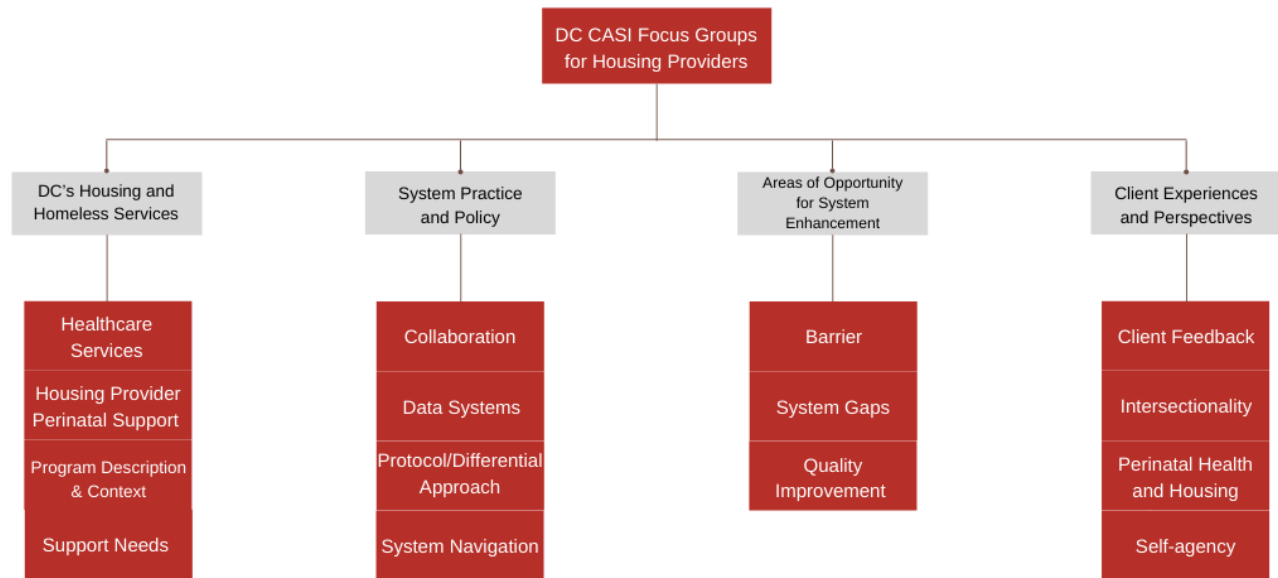 DC CASI Focus Groups
for Housing Providers
DC's Housing and
Homeless Services
System Practice
and Policy
Areas of Opportunity
for System
Enhancement
Client Experiences
and Perspectives
Healthcare
Services
Housing Provider
Perinatal Support
Program Description
& Context
Support Needs
Collaboration
Data Systems
Protocol/Differential
Approach
System Navigation
Barrier
System Gaps
Quality
Improvement
Client Feedback
Intersectionality
Perinatal Health
and Housing
Self-agency